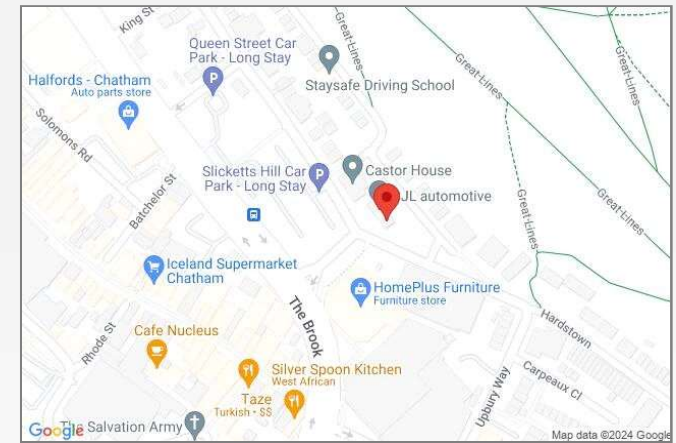 King St
Queen Street Car
Park - Long Stay
Great-Lines
Staysafe Driving School
Great-Lines
Great-Lines
Halfords - Chatham
Auto parts store
Solomons Rd
Batchelor St
Slicketts Hill Car
Park - Long Stay
Castor House
JL automotive
Great-Lines
Great-Lines
Iceland Supermarket
Chatham
HomePlus Furniture
Furniture store
The Brook
Hardstown
Rhode St
Cafe Nucleus
Silver Spoon Kitchen
West African
Taze
Turkish • $$
Upbury Way
Carpeaux Cl
Google
Salvation Army
Map data ©2024 Google